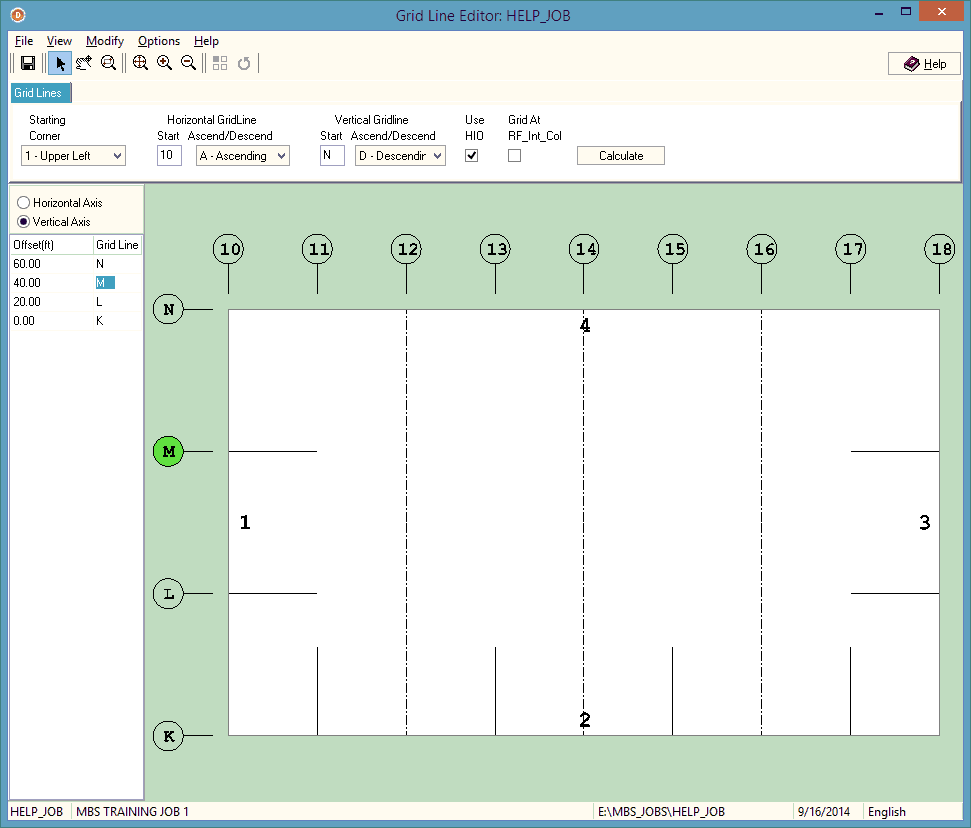 D
Grid Line Editor: HELP_JOB
File View Modify Options Help
Help
Grid Lines
Starting Horizontal GridLine Vertical Gridline Use Grid At
Corner Start Ascend/Descend Start Ascend/Descend HIO RF_Int_Col
1 - Upper Left 10 A - Ascending N D - Descendir Calculate
Horizontal Axis
Vertical Axis
Offset(ft) Grid Line
60.00 N
40.00 M
20.00 L
0.00 K
10 11 12 13 14 15 16 17 18
N
4
M
1 3
L
2
K
HELP_JOB MBS TRAINING JOB 1 E:\MBS_JOBS\HELP_JOB 9/16/2014 English